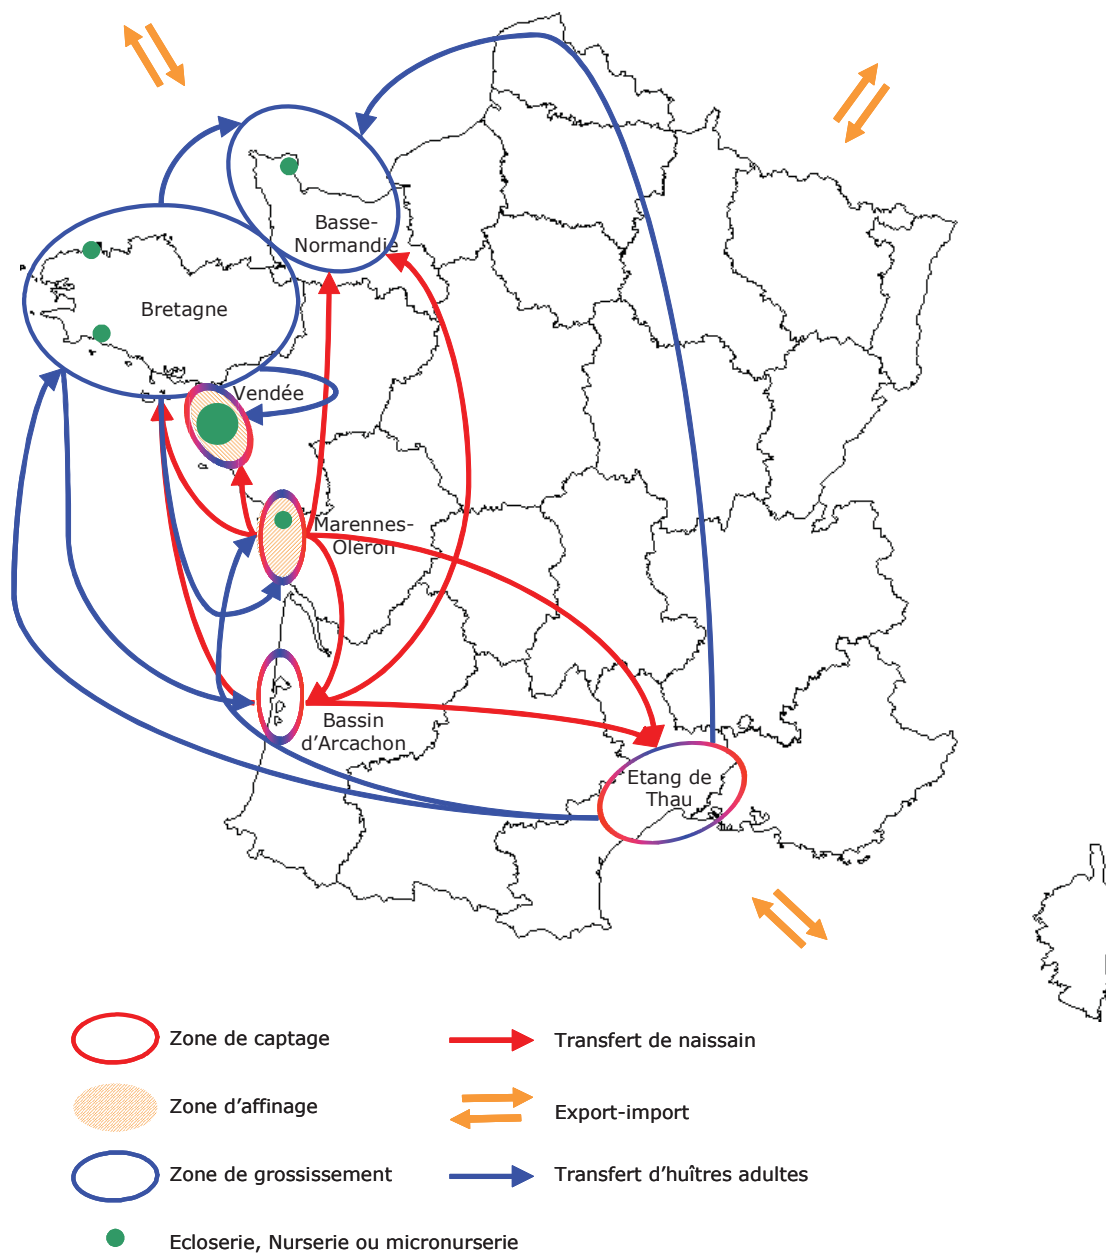 Basse-
Normandie
Bretagne
Vendée
Marennes-
Oleron
Bassin
d'Arcachon
Etang de
Thau
Zone de captage
Transfert de naissain
Zone d'affinage
Export-import
Zone de grossissement
Transfert d'huîtres adultes
Ecloserie, Nurserie ou micronurserie